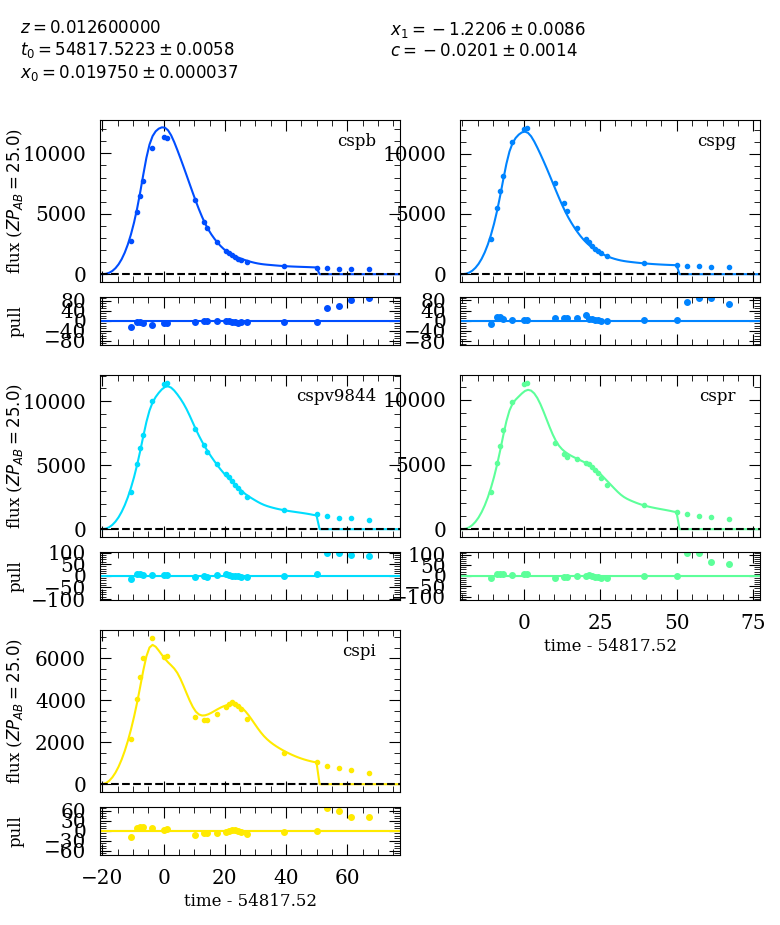 z = 0.012600000
t₀ = 54817.5223 ± 0.0058
x₀ = 0.019750 ± 0.000037
x₁ = −1.2206 ± 0.0086
c = −0.0201 ± 0.0014
cspb
10000
5000
0
flux (ZP_AB = 25.0)
80
40
0
−40
−80
pull
cspg
10000
5000
0
80
40
0
−40
−80
cspv9844
10000
5000
0
flux (ZP_AB = 25.0)
100
50
0
−50
−100
pull
cspr
10000
5000
0
100
50
0
−50
−100
0 25 50 75
time - 54817.52
cspi
6000
4000
2000
0
flux (ZP_AB = 25.0)
60
30
0
−30
−60
pull
−20 0 20 40 60
time - 54817.52